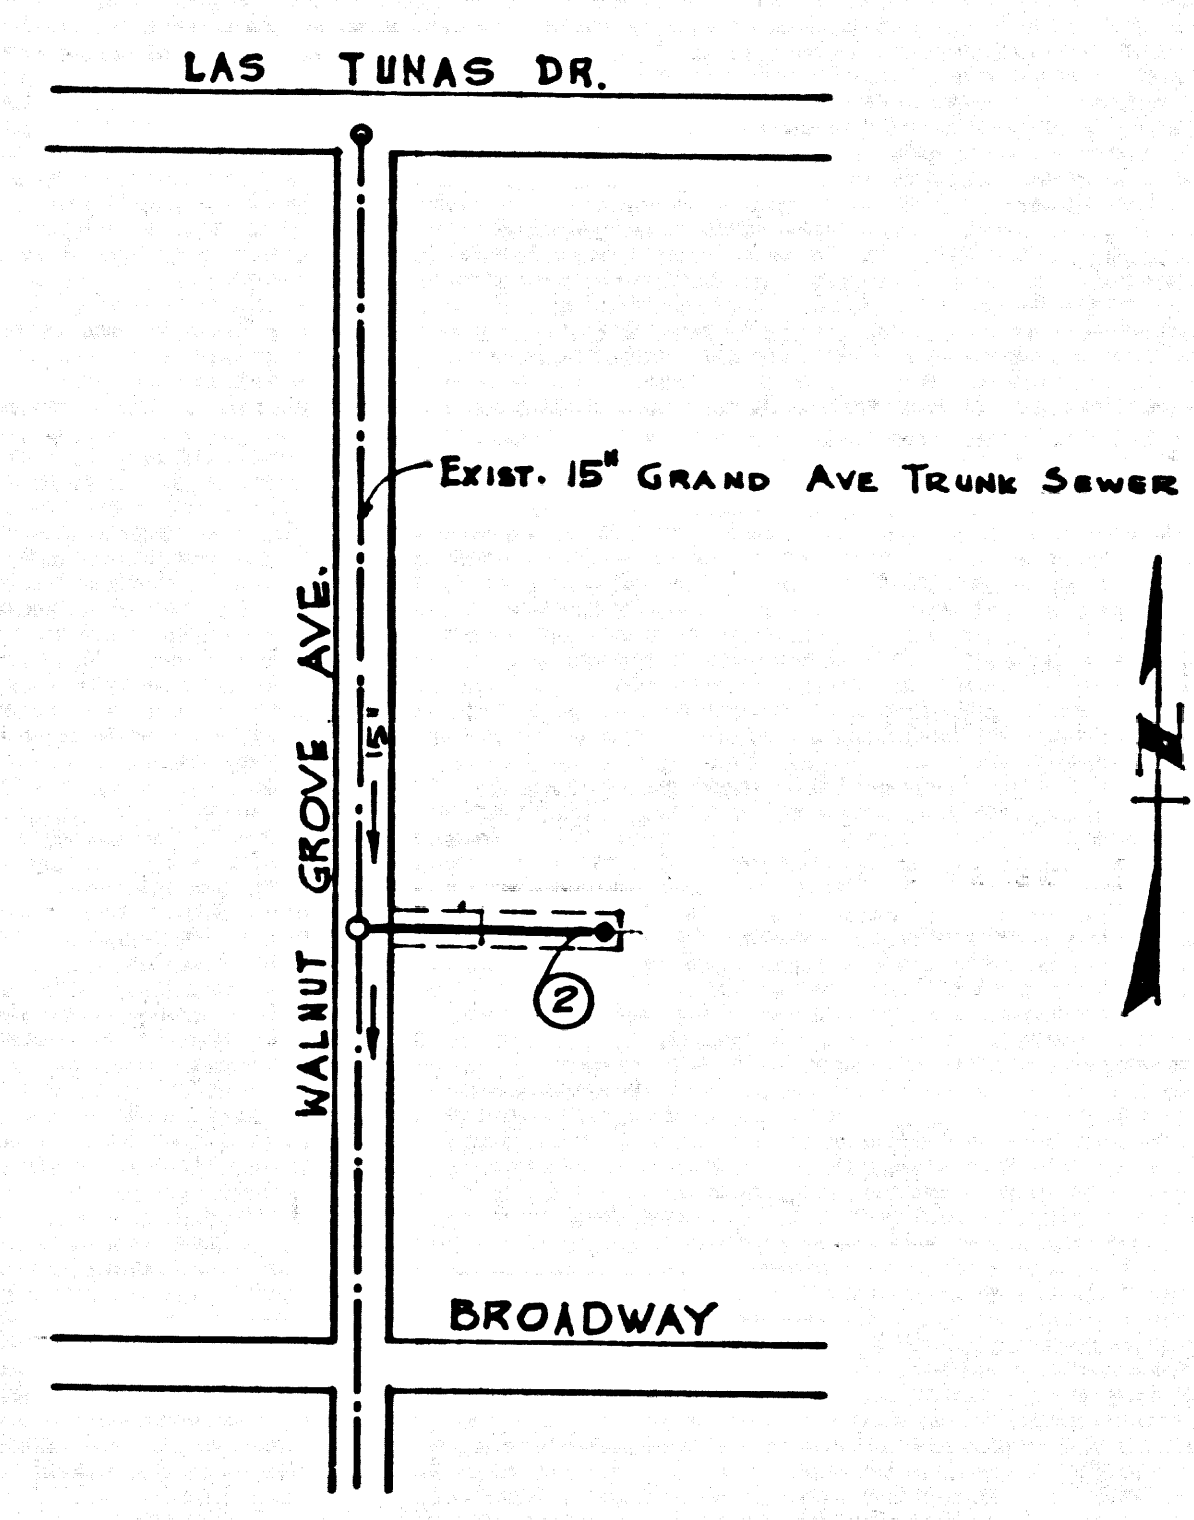 LAS TUNAS DR.
EXIST. 15" GRAND AVE TRUNK SEWER
WALNUT GROVE AVE.
15"
N
2
BROADWAY